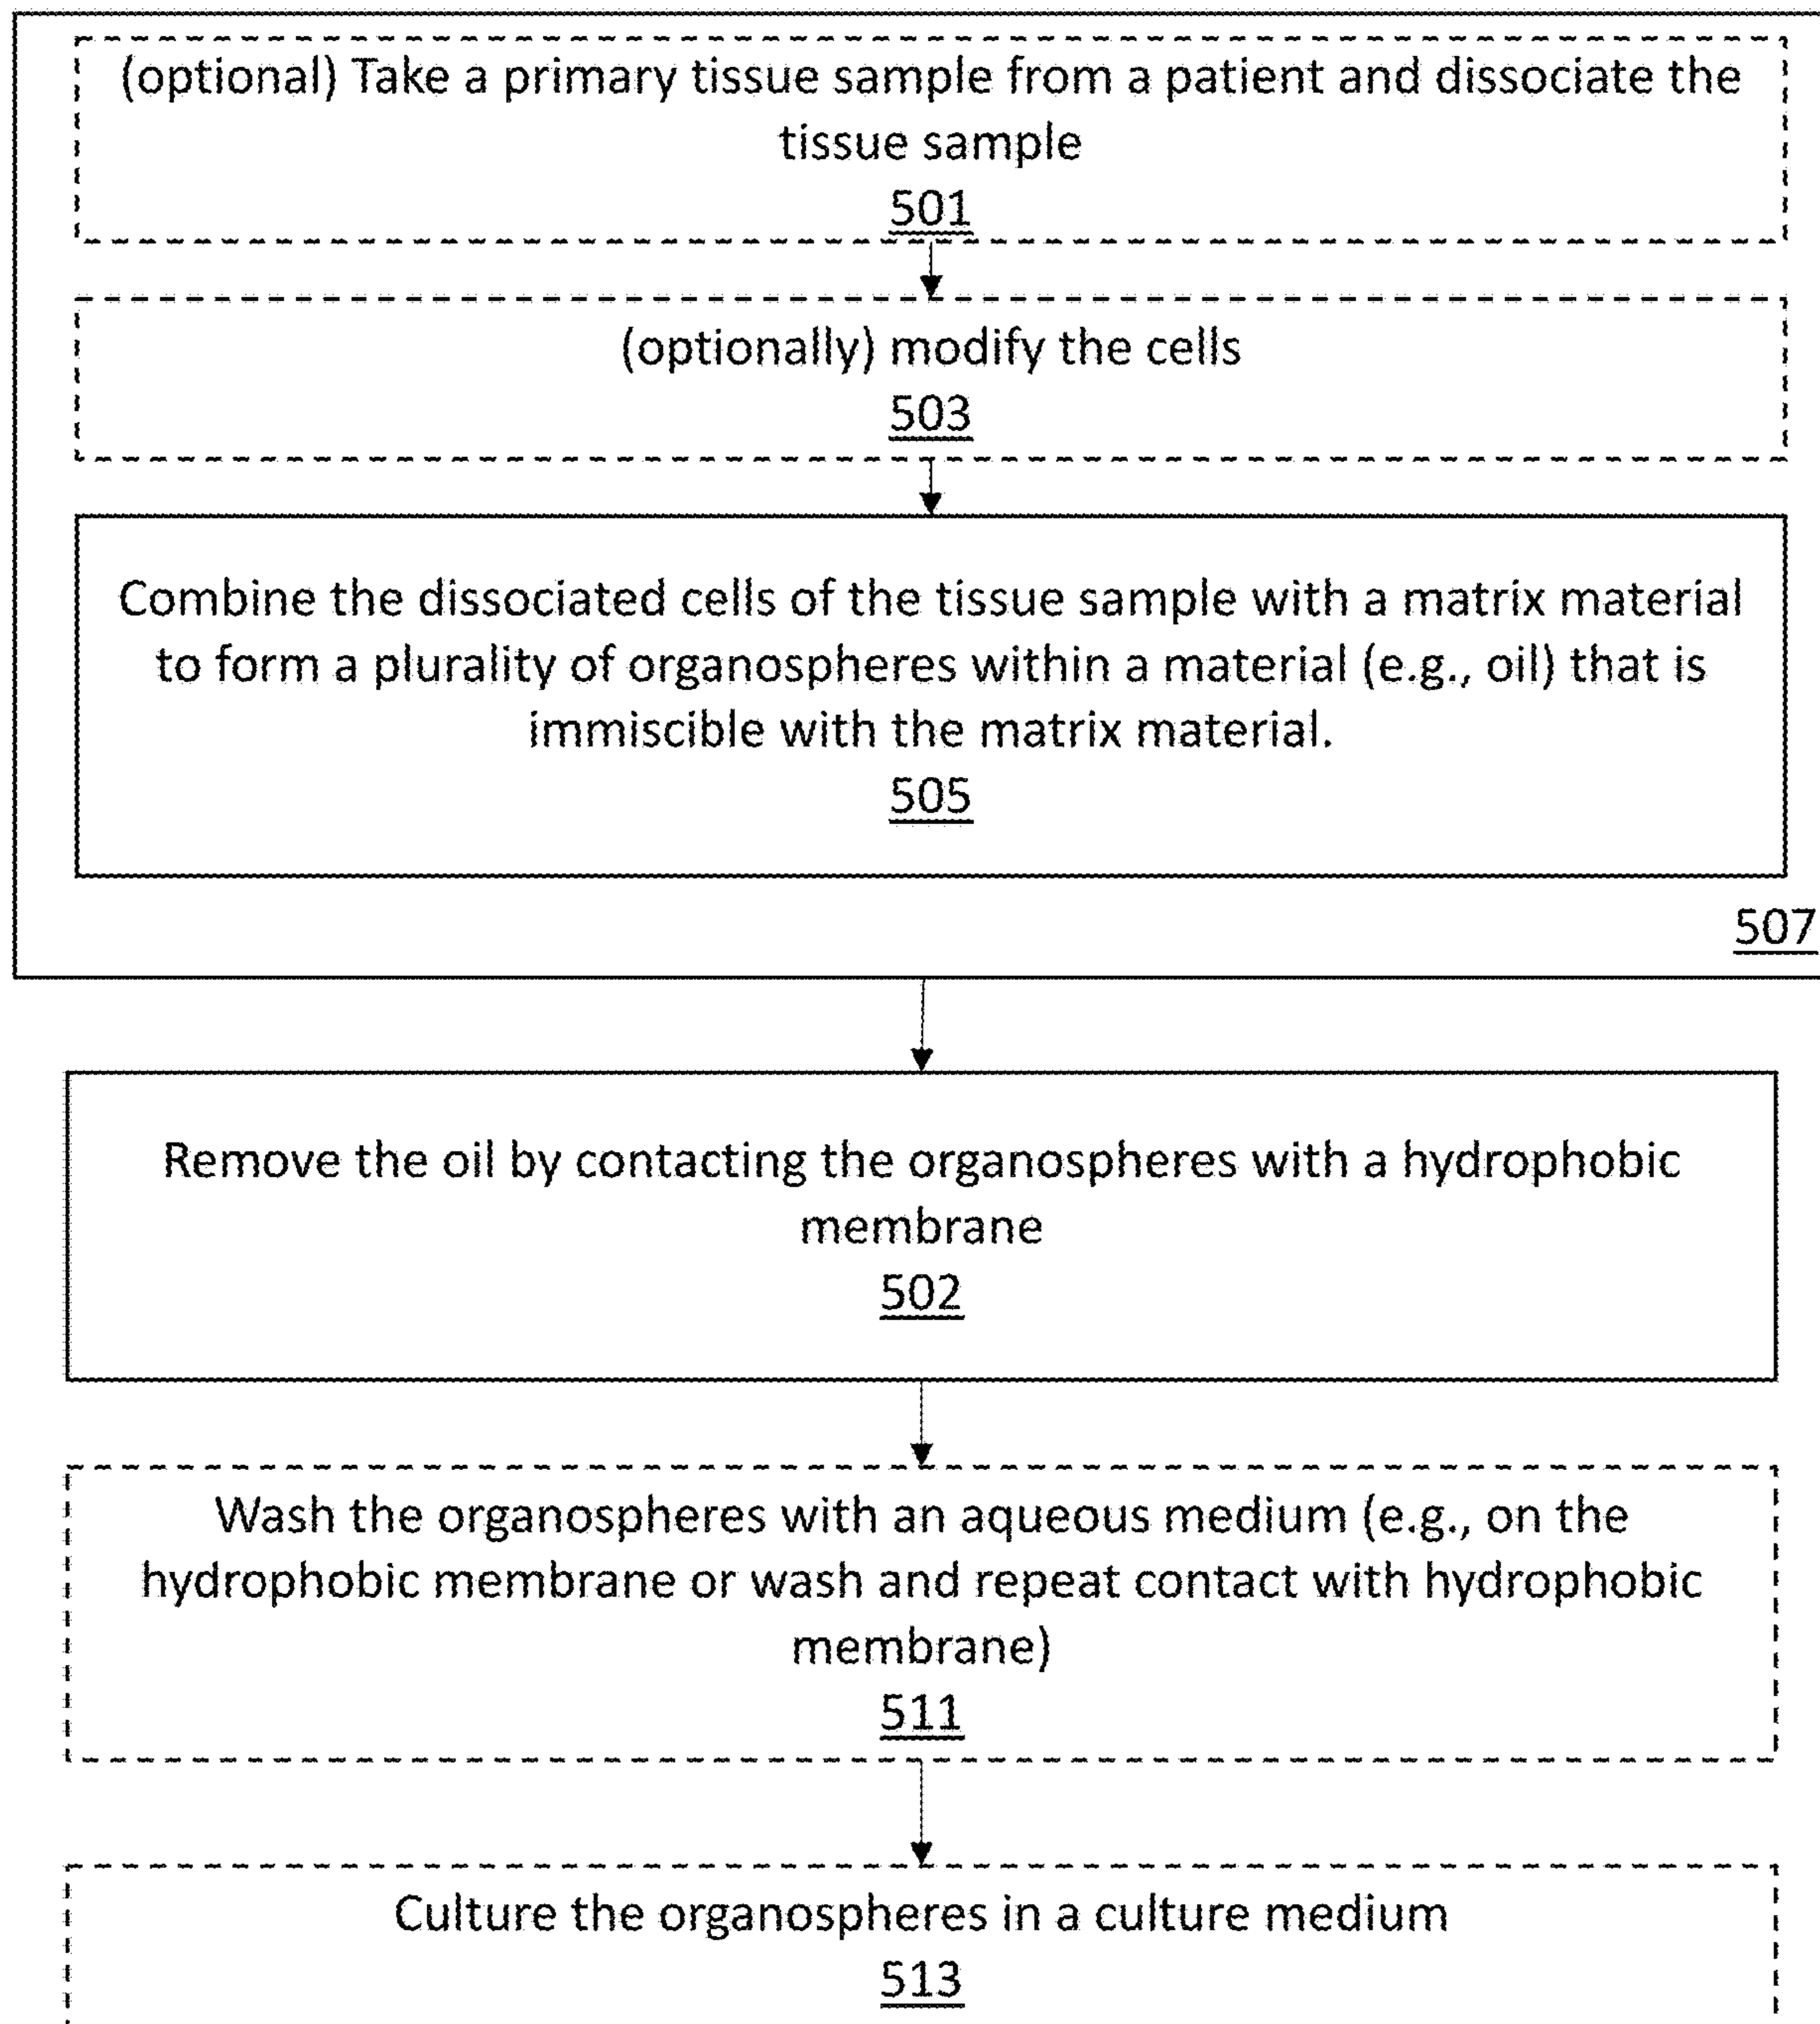 (optional) Take a primary tissue sample from a patient and dissociate the
tissue sample
501
(optionally) modify the cells
503
Combine the dissociated cells of the tissue sample with a matrix material
to form a plurality of organospheres within a material (e.g., oil) that is
immiscible with the matrix material.
505
507
Remove the oil by contacting the organospheres with a hydrophobic
membrane
502
Wash the organospheres with an aqueous medium (e.g., on the
hydrophobic membrane or wash and repeat contact with hydrophobic
membrane)
511
Culture the organospheres in a culture medium
513